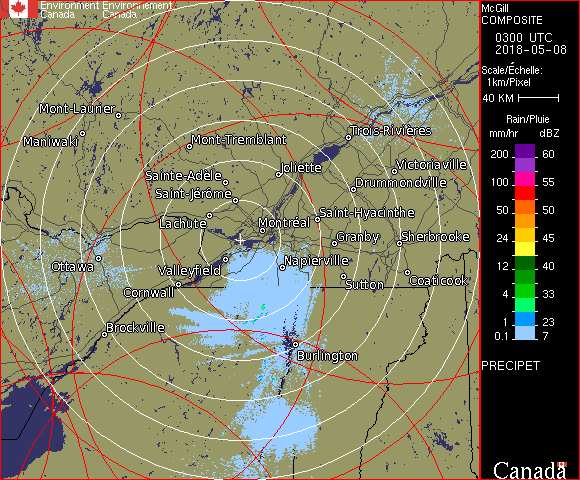 Environment Environnement
Canada Canada
McGill
COMPOSITE
0300 UTC
2018-05-08
Scale/Échelle:
1km/Pixel
40 KM
Rain/Pluie
mm/hr dBZ
200 60
100 55
50 50
24 45
12 40
4 33
1 23
0.1 7
PRECIPET
Canada
Mont-Laurier
Maniwaki
Mont-Tremblant
Trois-Rivières
Joliette
Victoriaville
Sainte-Adèle
Drummondville
Saint-Jérôme
Lachute
Montréal
Saint-Hyacinthe
Granby
Sherbrooke
Ottawa
Valleyfield
Napierville
Cornwall
Sutton
Coaticook
Brockville
Burlington